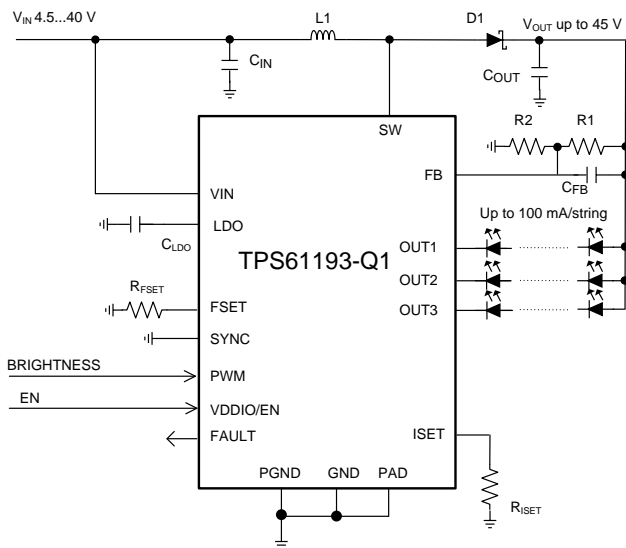 VIN 4.5...40 V
L1
D1
VOUT up to 45 V
CIN
COUT
R2
R1
SW
FB
CFB
VIN
Up to 100 mA/string
LDO
CLDO
OUT1
TPS61193-Q1
OUT2
RFSET
FSET
OUT3
SYNC
BRIGHTNESS
PWM
EN
VDDIO/EN
FAULT
ISET
PGND
GND
PAD
RISET